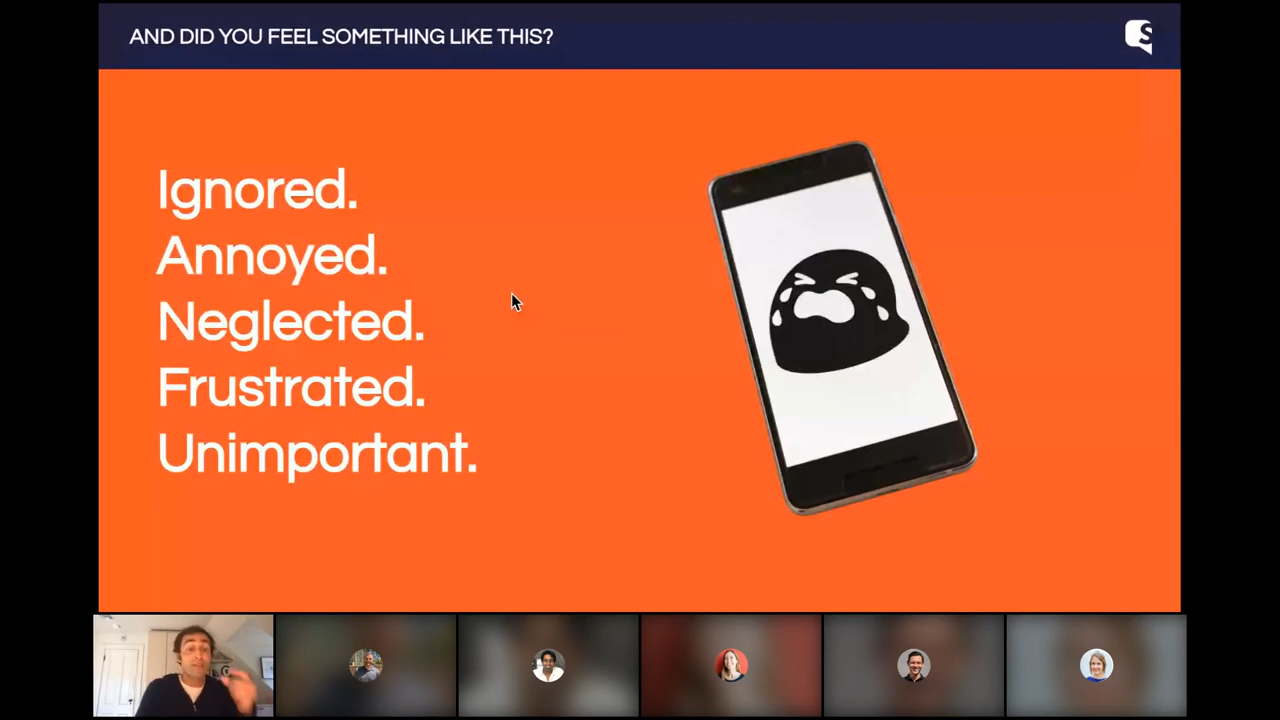 AND DID YOU FEEL SOMETHING LIKE THIS?
S
Ignored.
Annoyed.
Neglected.
Frustrated.
Unimportant.